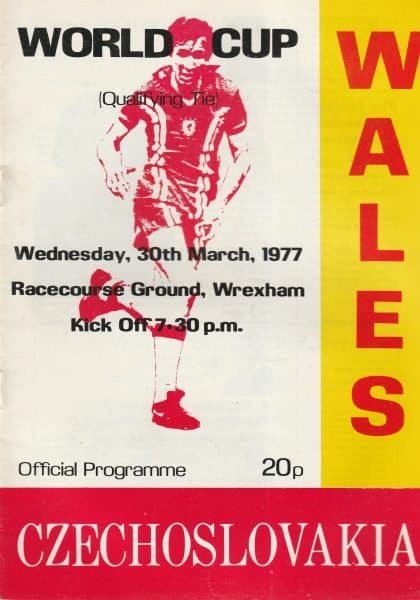 WORLD CUP
(Qualifying Tie)
Wednesday, 30th March, 1977
Racecourse Ground, Wrexham
Kick Off 7·30 p.m.
Official Programme 20p
WALES
CZECHOSLOVAKIA